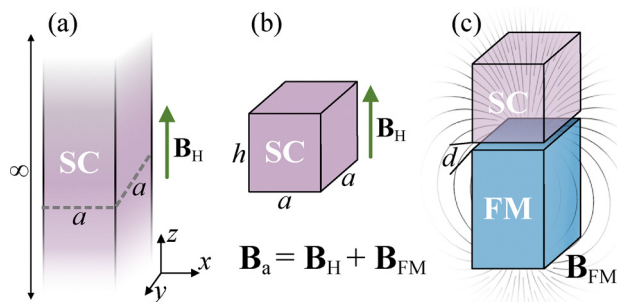 (a)
SC
∞
a
a
B_H
z
x
y
(b)
h
SC
a
a
B_H
B_a = B_H + B_FM
(c)
SC
d
FM
B_FM